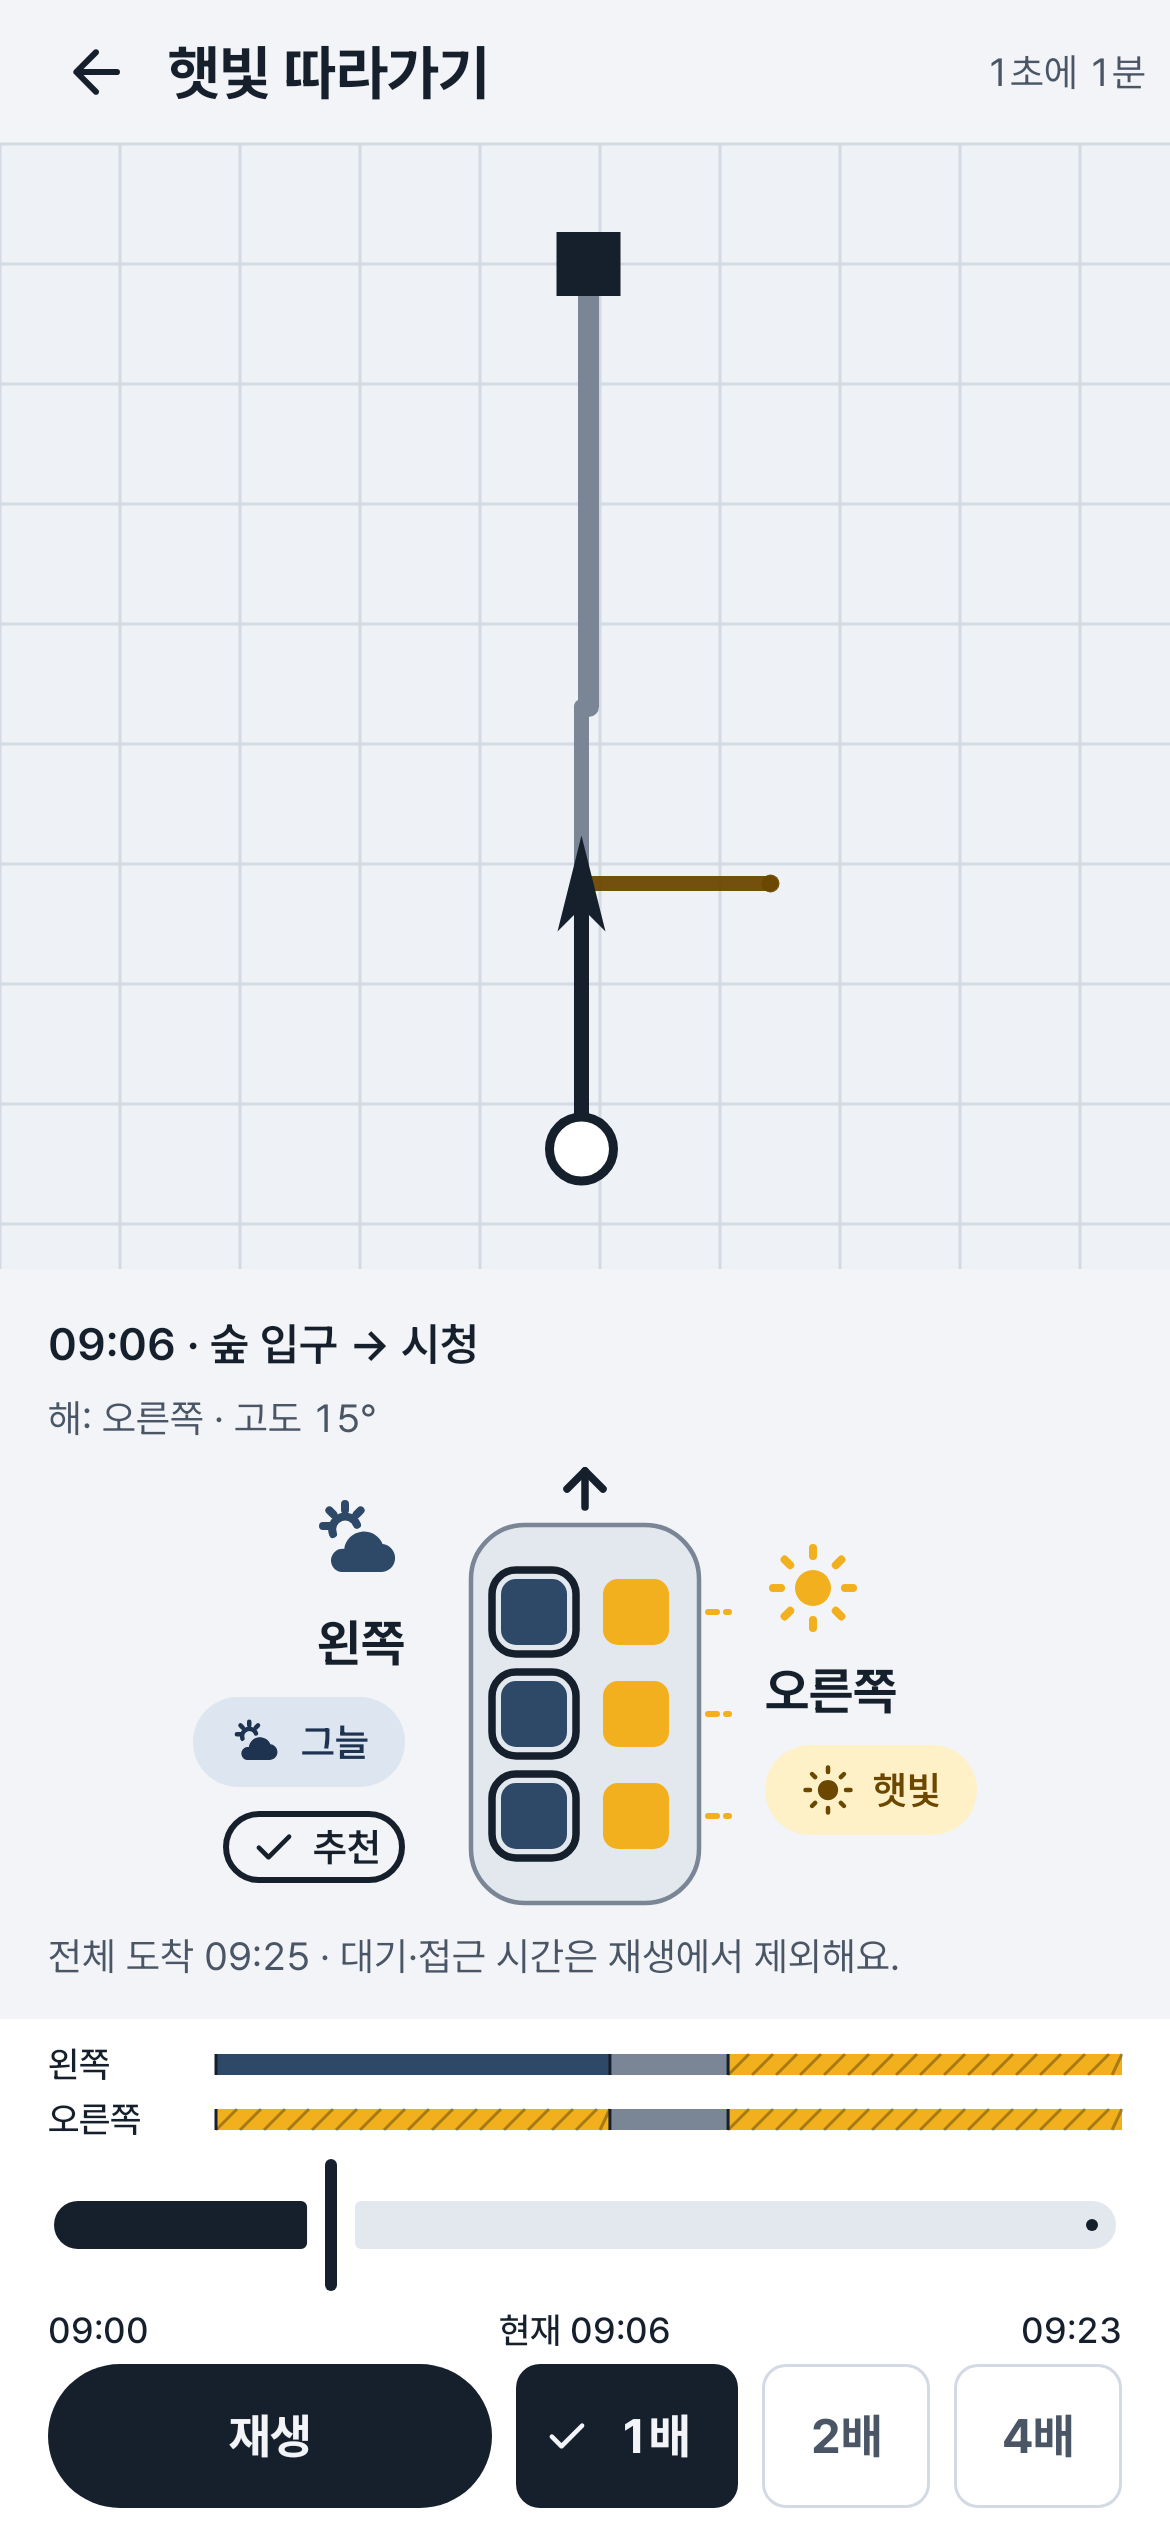 햇빛 따라가기
1초에 1분
09:06 · 숲 입구 → 시청
해: 오른쪽 · 고도 15°
왼쪽
그늘
추천
오른쪽
햇빛
전체 도착 09:25 · 대기·접근 시간은 재생에서 제외해요.
왼쪽
오른쪽
09:00
현재 09:06
09:23
재생
1배
2배
4배